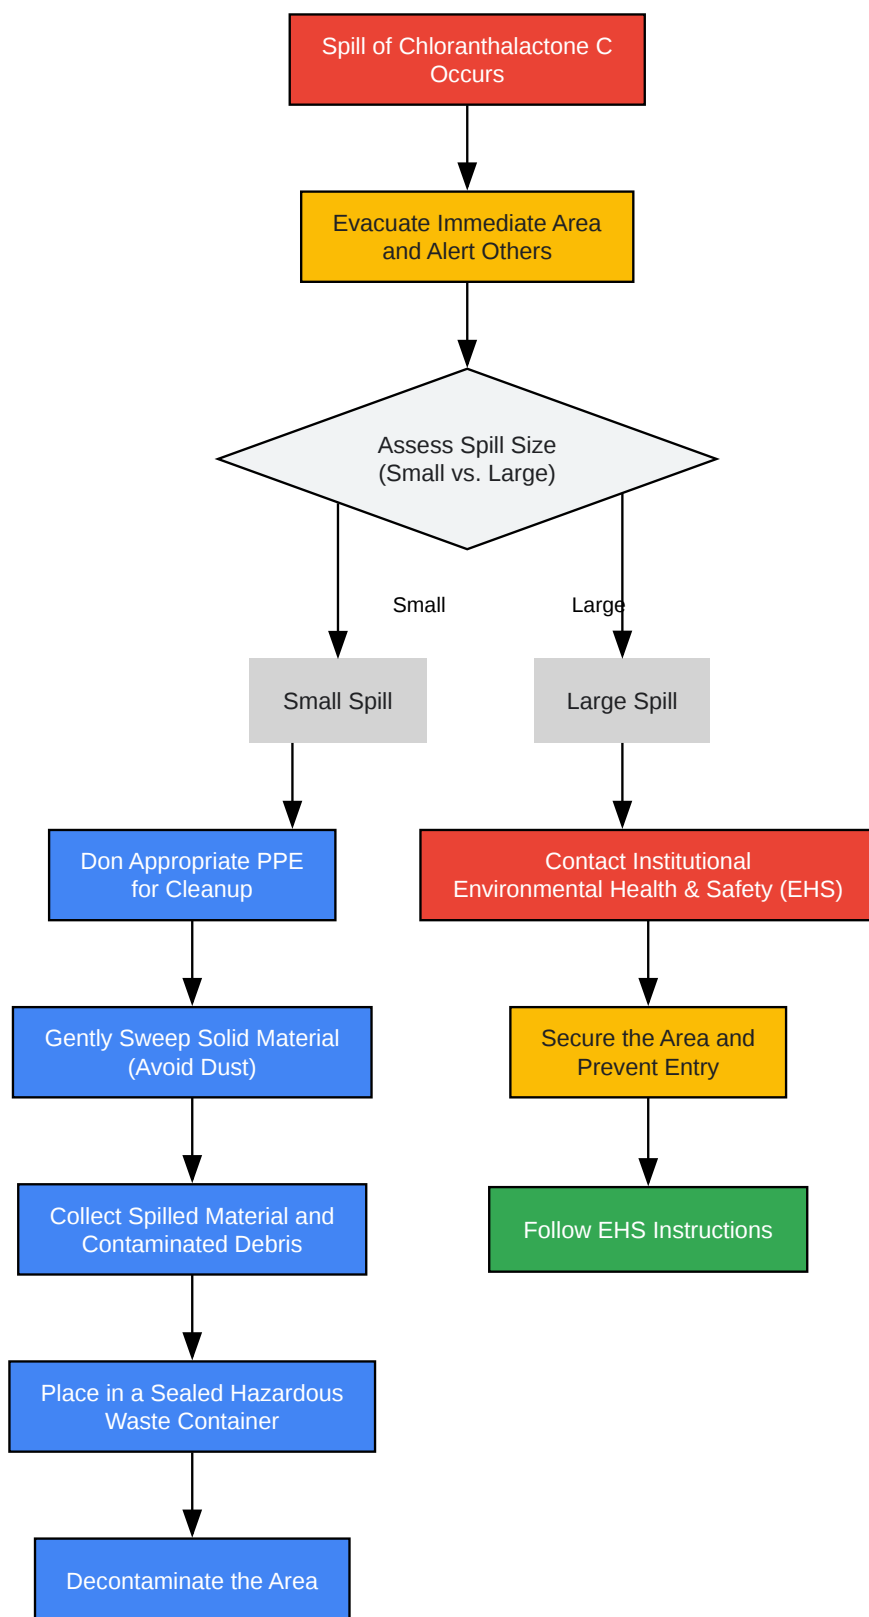 Spill of Chloranthalactone C
Occurs
Evacuate Immediate Area
and Alert Others
Assess Spill Size
(Small vs. Large)
Small
Large
Small Spill
Large Spill
Don Appropriate PPE
for Cleanup
Contact Institutional
Environmental Health & Safety (EHS)
Gently Sweep Solid Material
(Avoid Dust)
Secure the Area and
Prevent Entry
Collect Spilled Material and
Contaminated Debris
Follow EHS Instructions
Place in a Sealed Hazardous
Waste Container
Decontaminate the Area